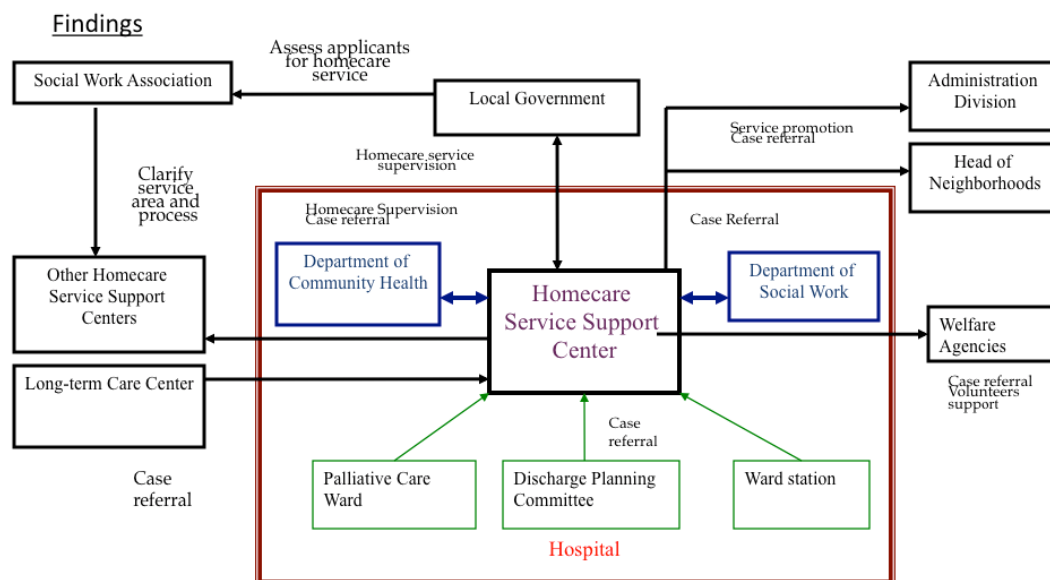 Findings
Assess applicants
for homecare
service
Social Work Association
Local Government
Administration
Division
Service promotion
Case referral
Homecare service
supervision
Head of
Neighborhoods
Clarify
service
area and
process
Homecare Supervision
Case referral
Case Referral
Other Homecare
Service Support
Centers
Department of
Community Health
Homecare
Service Support
Center
Department of
Social Work
Welfare
Agencies
Long-term Care Center
Case referral
Volunteers
support
Case
referral
Case
referral
Palliative Care
Ward
Discharge Planning
Committee
Ward station
Hospital